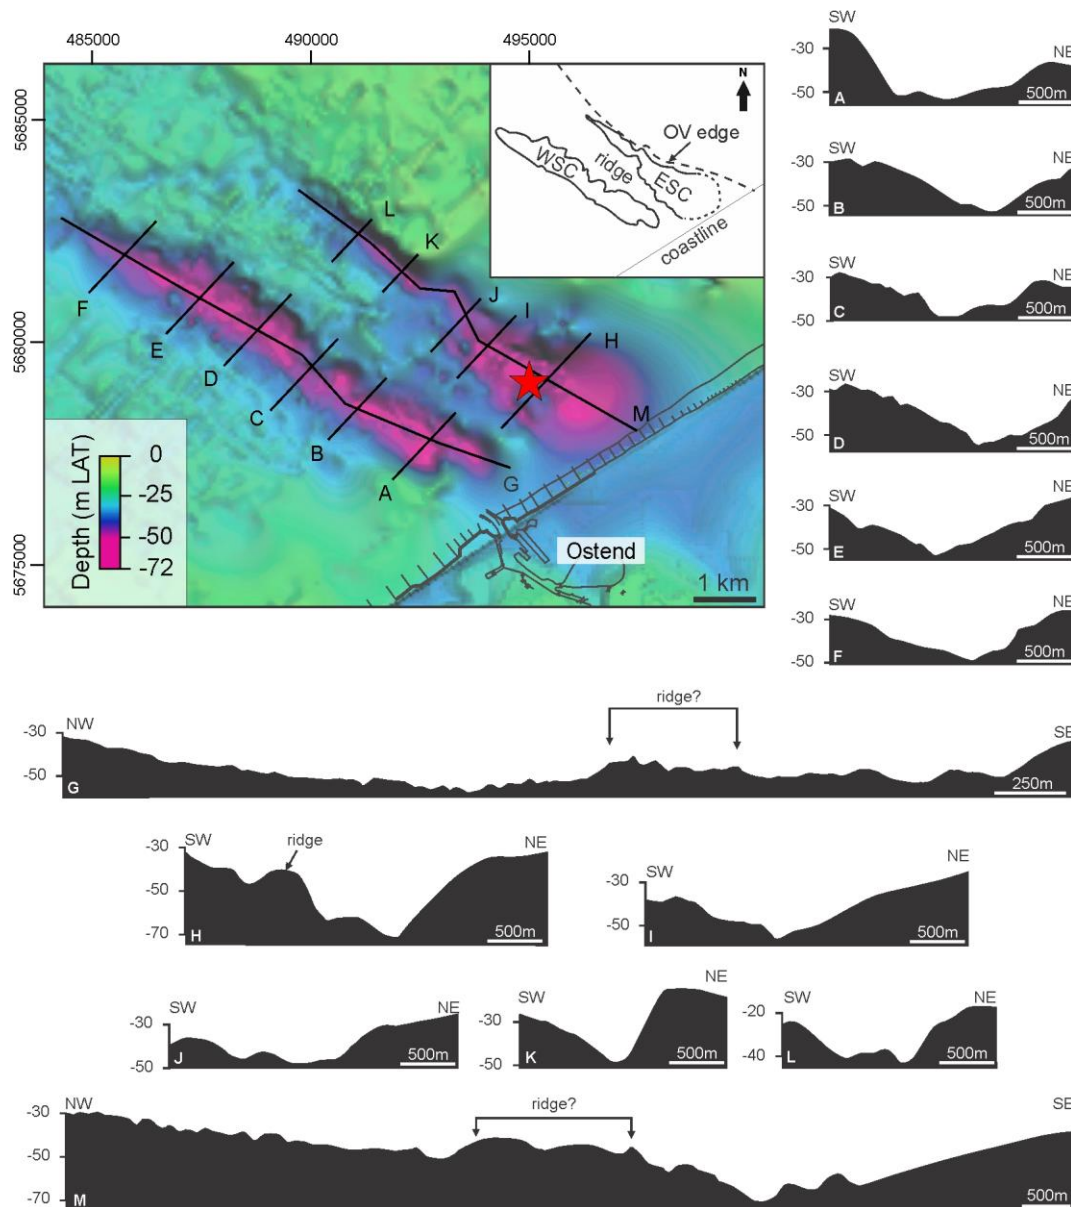 485000 490000 495000
5685000
5680000
5675000
N
OV edge
WSC
ridge
ESC
coastline
L
K
J
I
H
F
E
D
C
B
A
M
G
Depth (m LAT)
0
-25
-50
-72
Ostend
1 km
SW
NE
-30
-50
A
500m
SW
NE
-30
-50
B
500m
SW
NE
-30
-50
C
500m
SW
NE
-30
-50
D
500m
SW
NE
-30
-50
E
500m
SW
NE
-30
-50
F
500m
ridge?
NW
SE
-30
-50
G
250m
SW
ridge
NE
-30
-50
-70
H
500m
SW
NE
-30
-50
I
500m
SW
NE
-30
-50
J
500m
SW
NE
-30
-50
K
500m
SW
NE
-20
-40
L
500m
NW
ridge?
SE
-30
-50
-70
M
500m